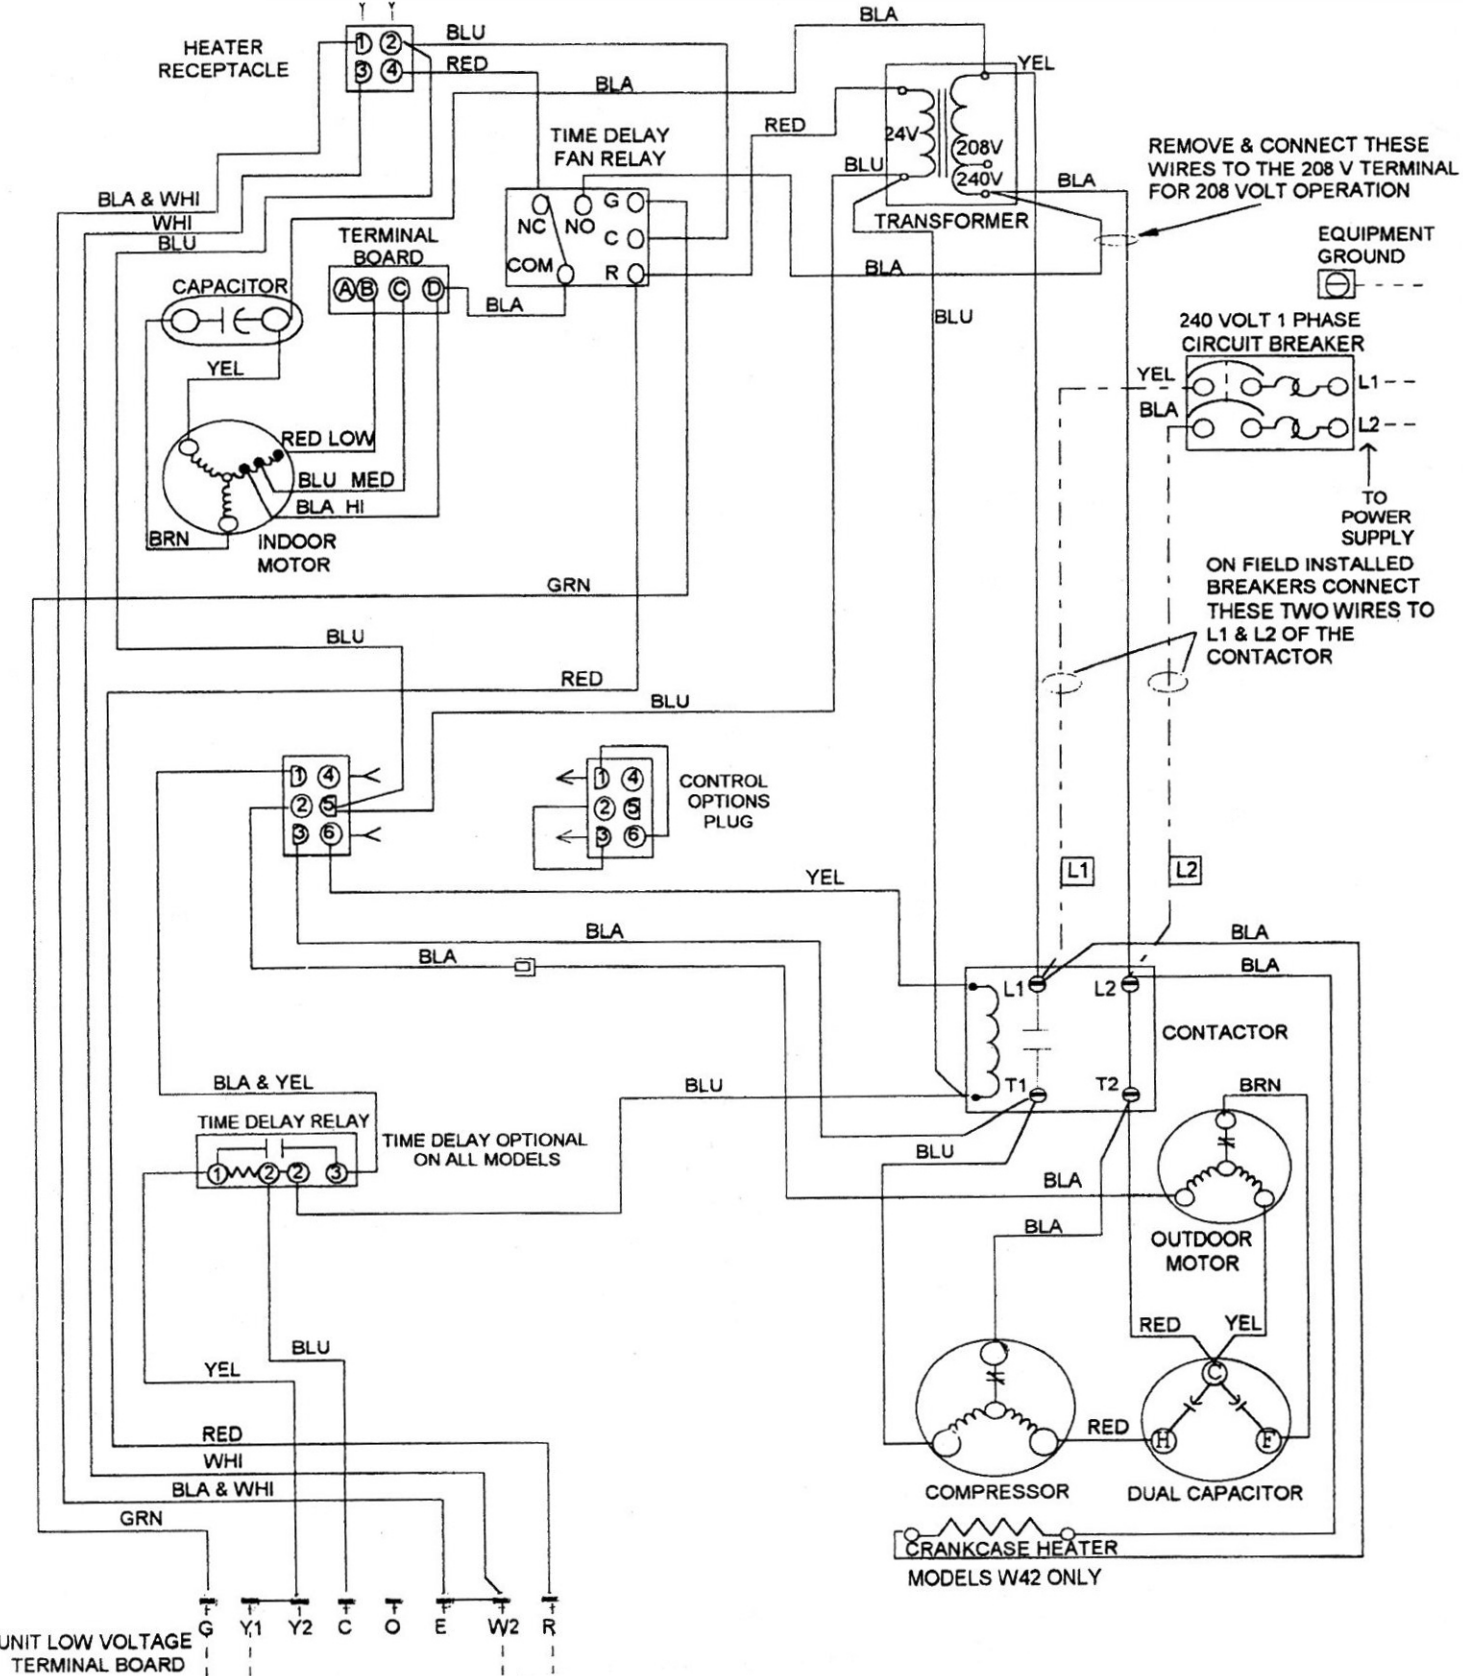 BLA
HEATER
RECEPTACLE
1 2
3 4
BLU
RED
BLA
YEL
RED
24V
208V
240V
BLU
TRANSFORMER
BLA
REMOVE & CONNECT THESE
WIRES TO THE 208 V TERMINAL
FOR 208 VOLT OPERATION
TIME DELAY
FAN RELAY
NC NO G
C
COM R
BLA & WHI
WHI
BLU
TERMINAL
BOARD
A B C D
BLA
BLA
EQUIPMENT
GROUND
CAPACITOR
BLU
240 VOLT 1 PHASE
CIRCUIT BREAKER
YEL
L1
BLA
L2
TO
POWER
SUPPLY
YEL
RED LOW
BLU MED
BLA HI
BRN
INDOOR
MOTOR
ON FIELD INSTALLED
BREAKERS CONNECT
THESE TWO WIRES TO
L1 & L2 OF THE
CONTACTOR
GRN
BLU
RED
BLU
1 4
2 5
3 6
1 4
2 5
3 6
CONTROL
OPTIONS
PLUG
L1
L2
YEL
BLA
BLA
BLA
BLA
L1 L2
CONTACTOR
T1 T2
BLA & YEL
BLU
BRN
TIME DELAY RELAY
TIME DELAY OPTIONAL
ON ALL MODELS
1 2 2 3
BLU
BLA
BLA
OUTDOOR
MOTOR
RED
YEL
C
H F
RED
COMPRESSOR
DUAL CAPACITOR
CRANKCASE HEATER
MODELS W42 ONLY
BLU
YEL
RED
WHI
BLA & WHI
GRN
G Y1 Y2 C O E W2 R
UNIT LOW VOLTAGE
TERMINAL BOARD